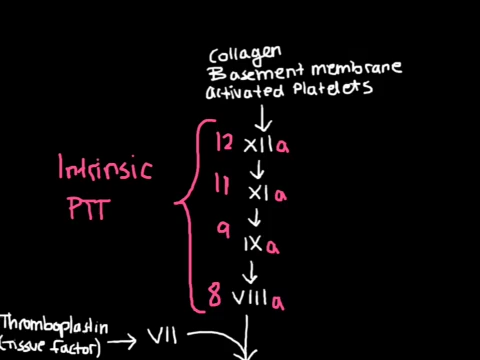 Collagen
Basement membrane
activated Platelets
12 XIIa
Intrinsic
11 XIa
PTT
9 IXa
8 VIIIa
Thromboplastin
(tissue factor) → VII